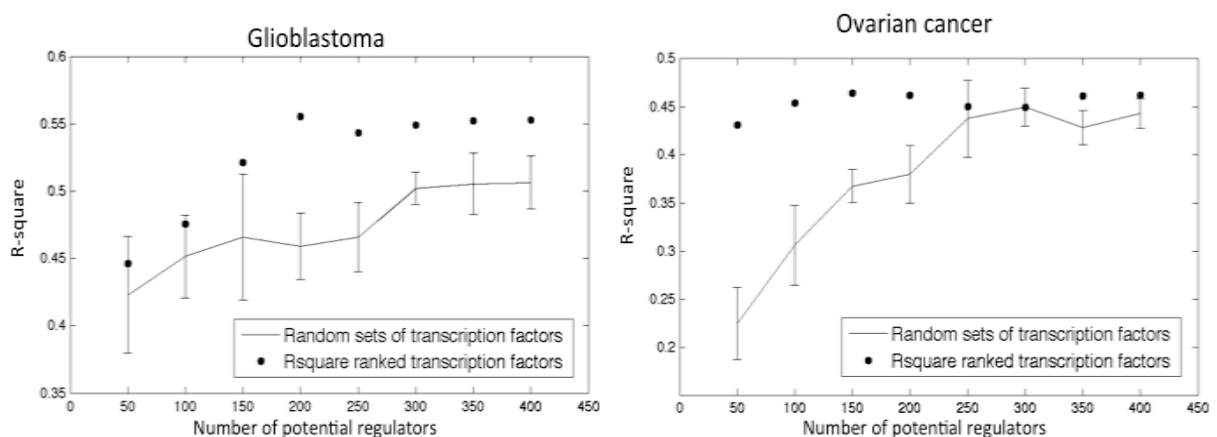 Glioblastoma
0.6
0.55
0.5
0.45
0.4
0.35
R-square
0 50 100 150 200 250 300 350 400 450
Number of potential regulators
Random sets of transcription factors
Rsquare ranked transcription factors
Ovarian cancer
0.5
0.45
0.4
0.35
0.3
0.25
0.2
R-square
0 50 100 150 200 250 300 350 400 450
Number of potential regulators
Random sets of transcription factors
Rsquare ranked transcription factors